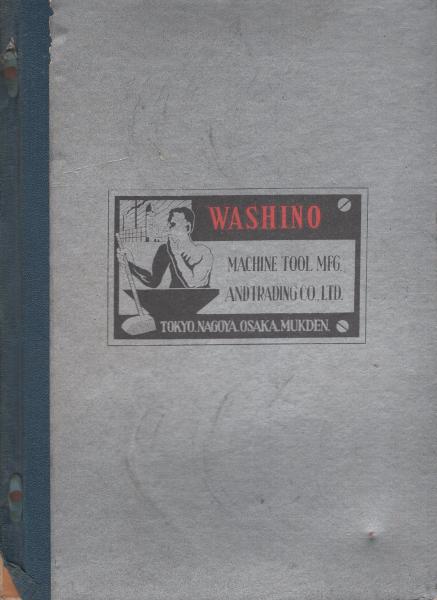 WASHINO
MACHINE TOOL MFG.
AND TRADING CO., LTD.
TOKYO. NAGOYA. OSAKA. MUKDEN.